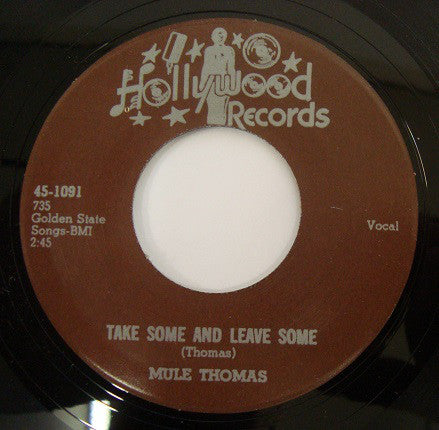 Hollywood
Records
45-1091
735
Golden State
Songs-BMI
2:45
Vocal
TAKE SOME AND LEAVE SOME
(Thomas)
MULE THOMAS